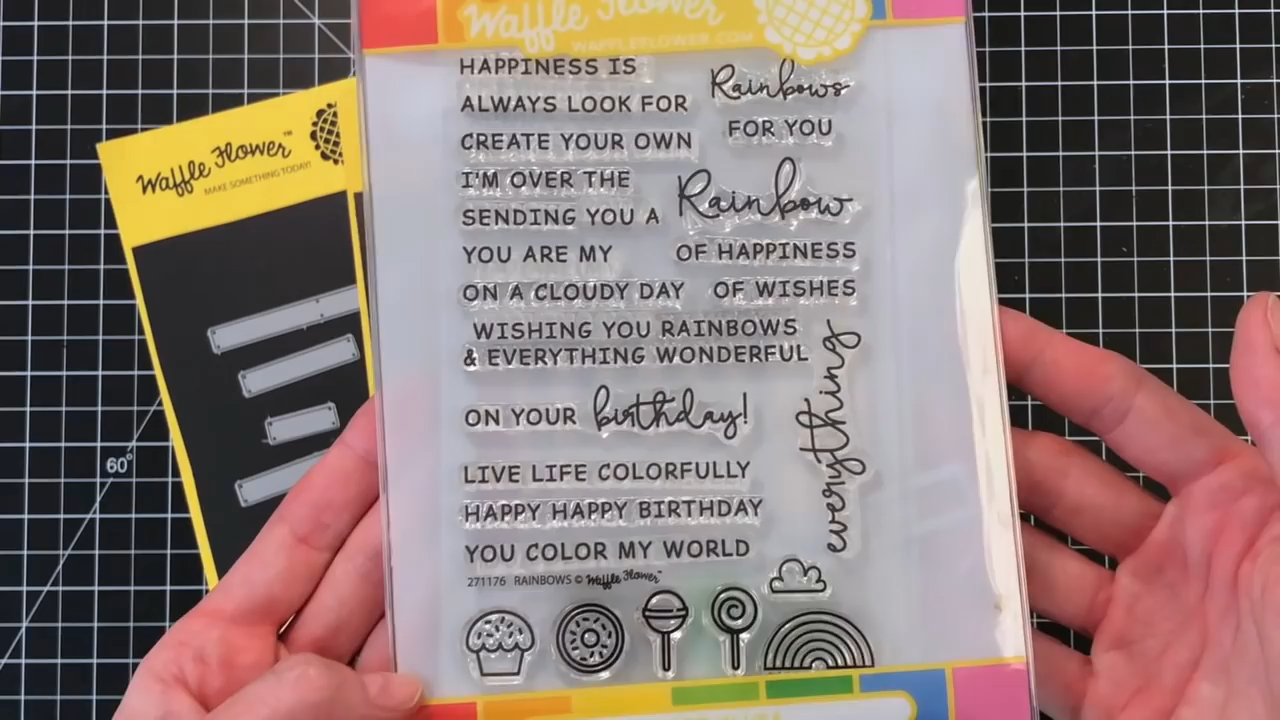 Waffle Flower
WAFFLEFLOWER.COM
HAPPINESS IS
Rainbows
ALWAYS LOOK FOR
FOR YOU
CREATE YOUR OWN
I'M OVER THE
Rainbow
SENDING YOU A
YOU ARE MY
OF HAPPINESS
ON A CLOUDY DAY
OF WISHES
WISHING YOU RAINBOWS
& EVERYTHING WONDERFUL
everything
ON YOUR birthday!
LIVE LIFE COLORFULLY
HAPPY HAPPY BIRTHDAY
YOU COLOR MY WORLD
271176 RAINBOWS © Waffle Flower™
Waffle Flower™
MAKE SOMETHING TODAY!
60°